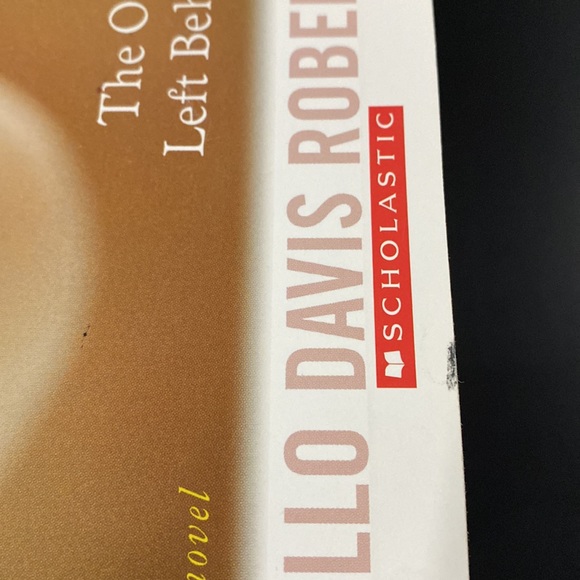 The O
Left Beh
novel
LLO DAVIS ROBE
SCHOLASTIC